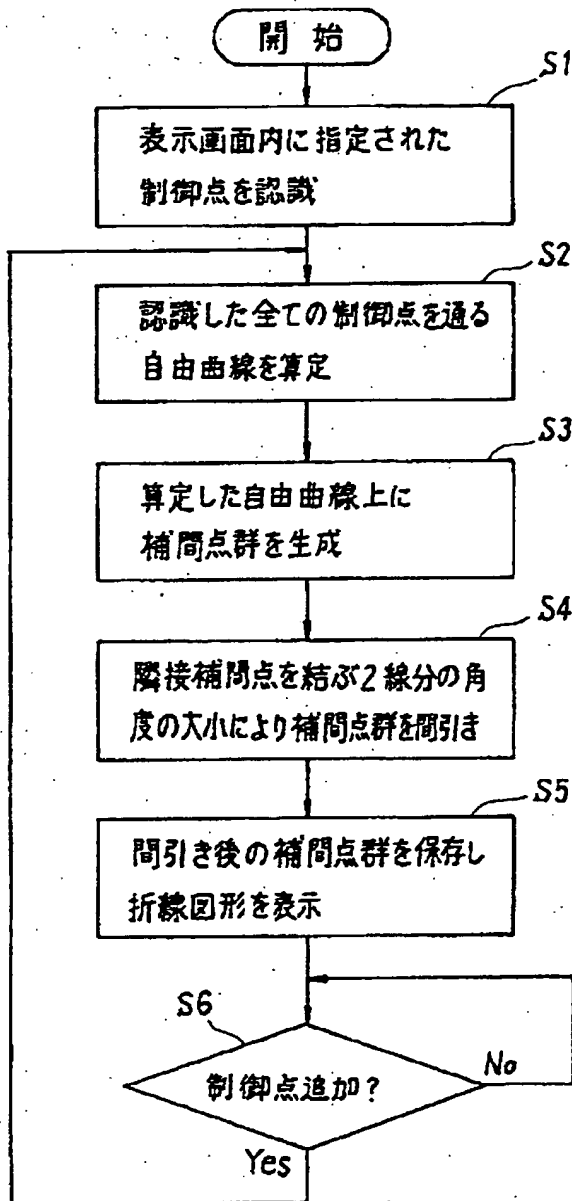 開始
S1
表示画面内に指定された
制御点を認識
S2
認識した全ての制御点を通る
自由曲線を算定
S3
算定した自由曲線上に
補間点群を生成
S4
隣接補間点を結ぶ2線分の角
度の大小により補間点群を間引き
S5
間引き後の補間点群を保存し
折線図形を表示
S6
制御点追加?
No
Yes